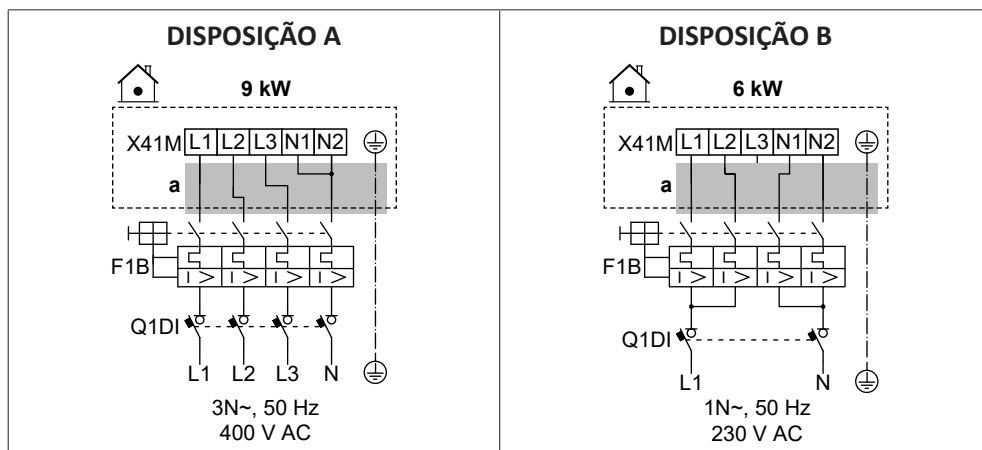 DISPOSIÇÃO A
9 kW
X41M L1 L2 L3 N1 N2
a
F1B
I > I > I > I >
Q1DI
L1 L2 L3 N
3N~, 50 Hz
400 V AC
DISPOSIÇÃO B
6 kW
X41M L1 L2 L3 N1 N2
a
F1B
I > I > I > I >
Q1DI
L1 N
1N~, 50 Hz
230 V AC